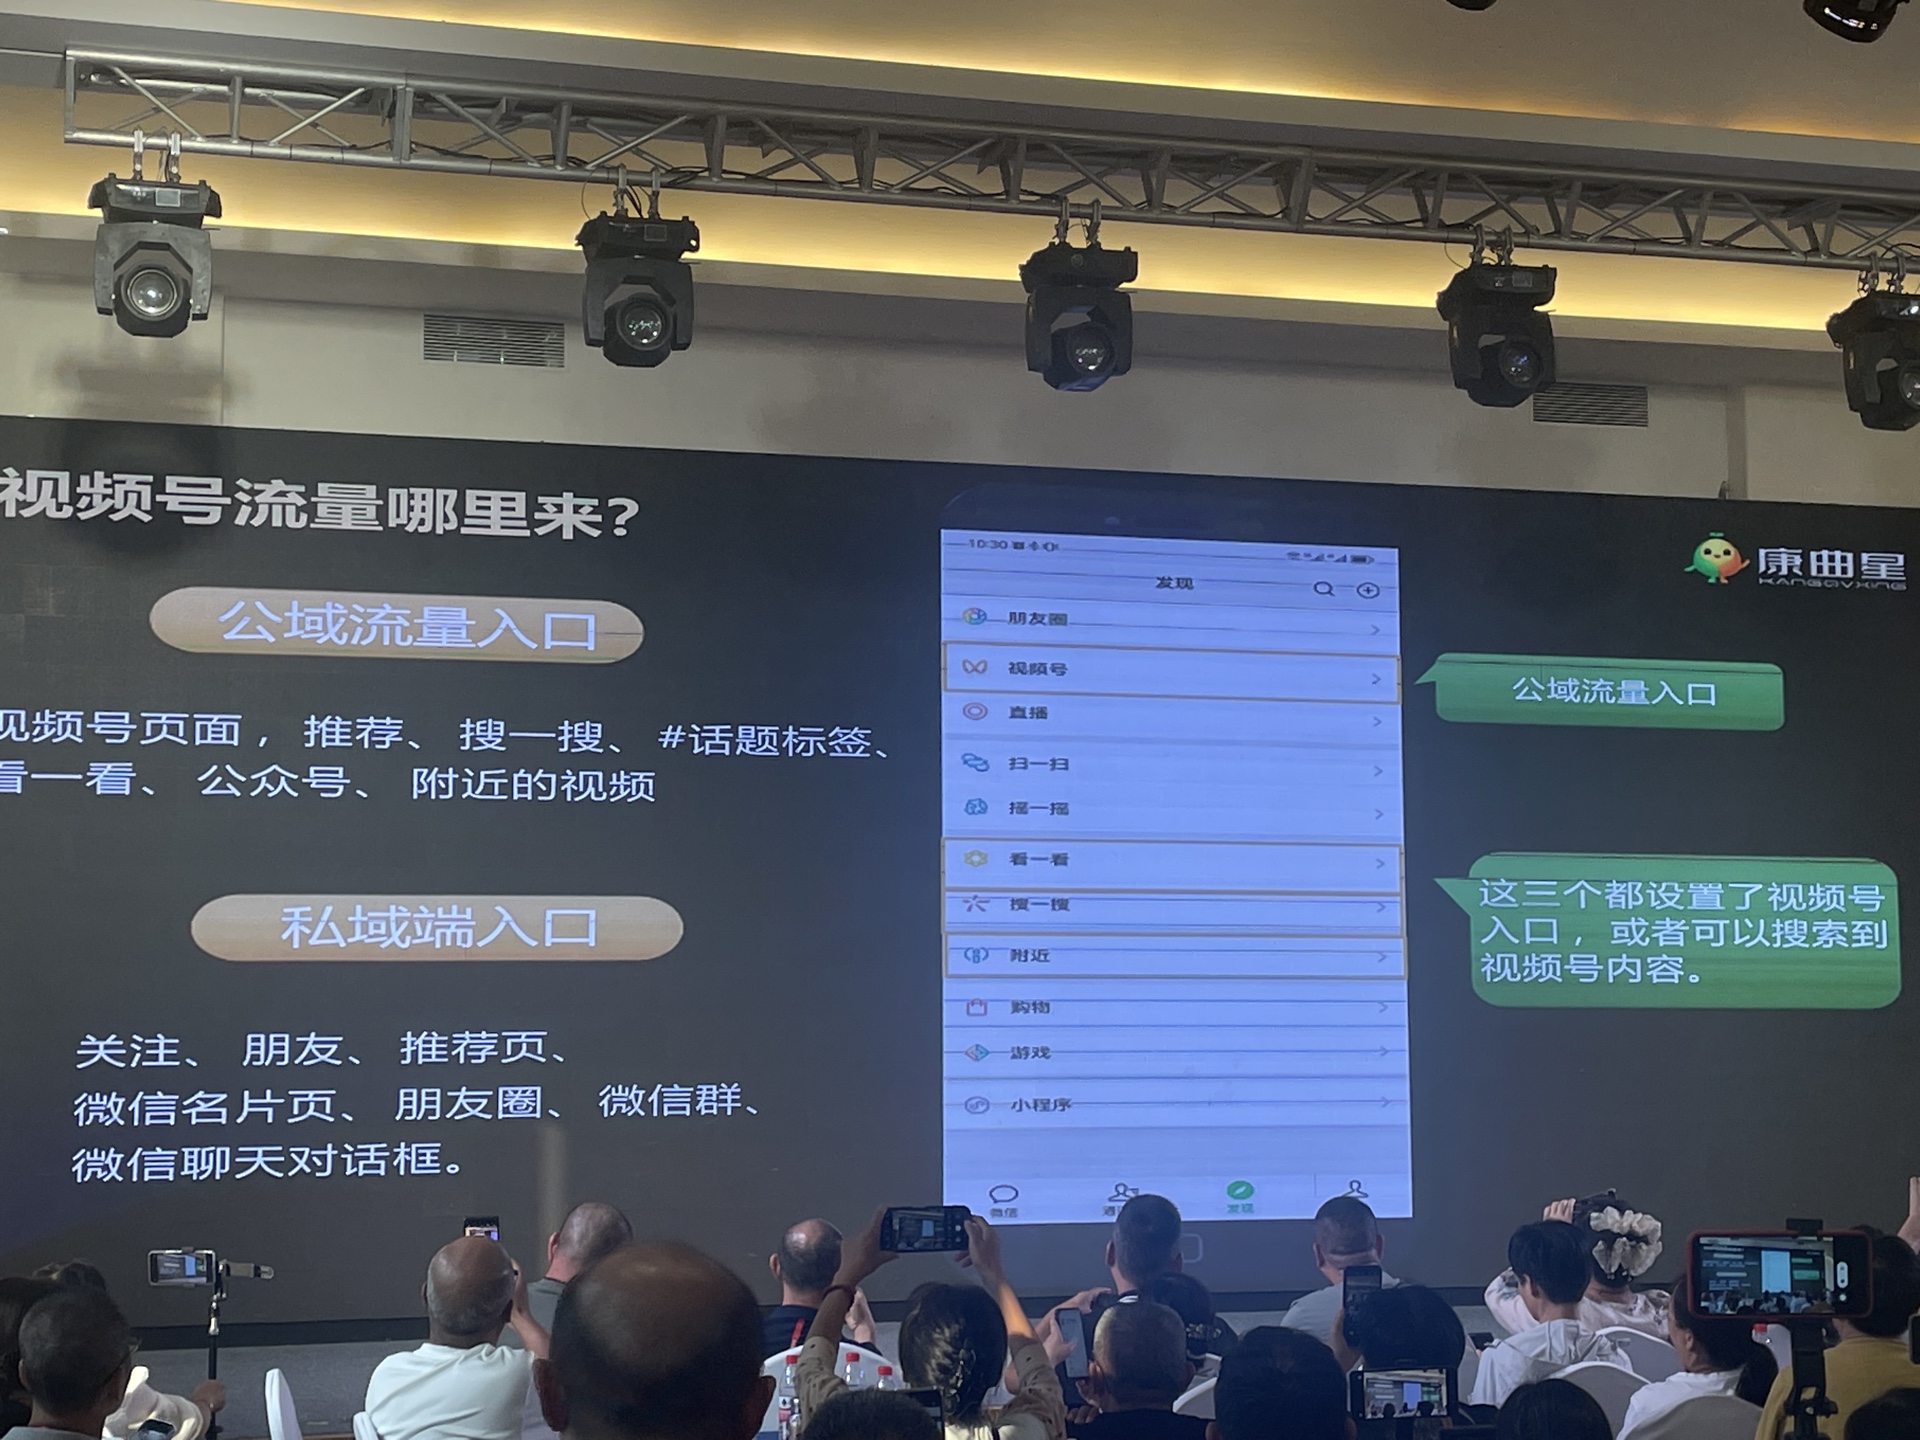 视频号流量哪里来?
公域流量入口
视频号页面，推荐、搜一搜、#话题标签、
看一看、公众号、附近的视频
私域端入口
关注、朋友、推荐页、
微信名片页、朋友圈、微信群、
微信聊天对话框。
10:30
发现
朋友圈
视频号
直播
扫一扫
摇一摇
看一看
搜一搜
附近
购物
游戏
小程序
微信
发现
康曲星
KANGQVXING
公域流量入口
这三个都设置了视频号
入口，或者可以搜索到
视频号内容。